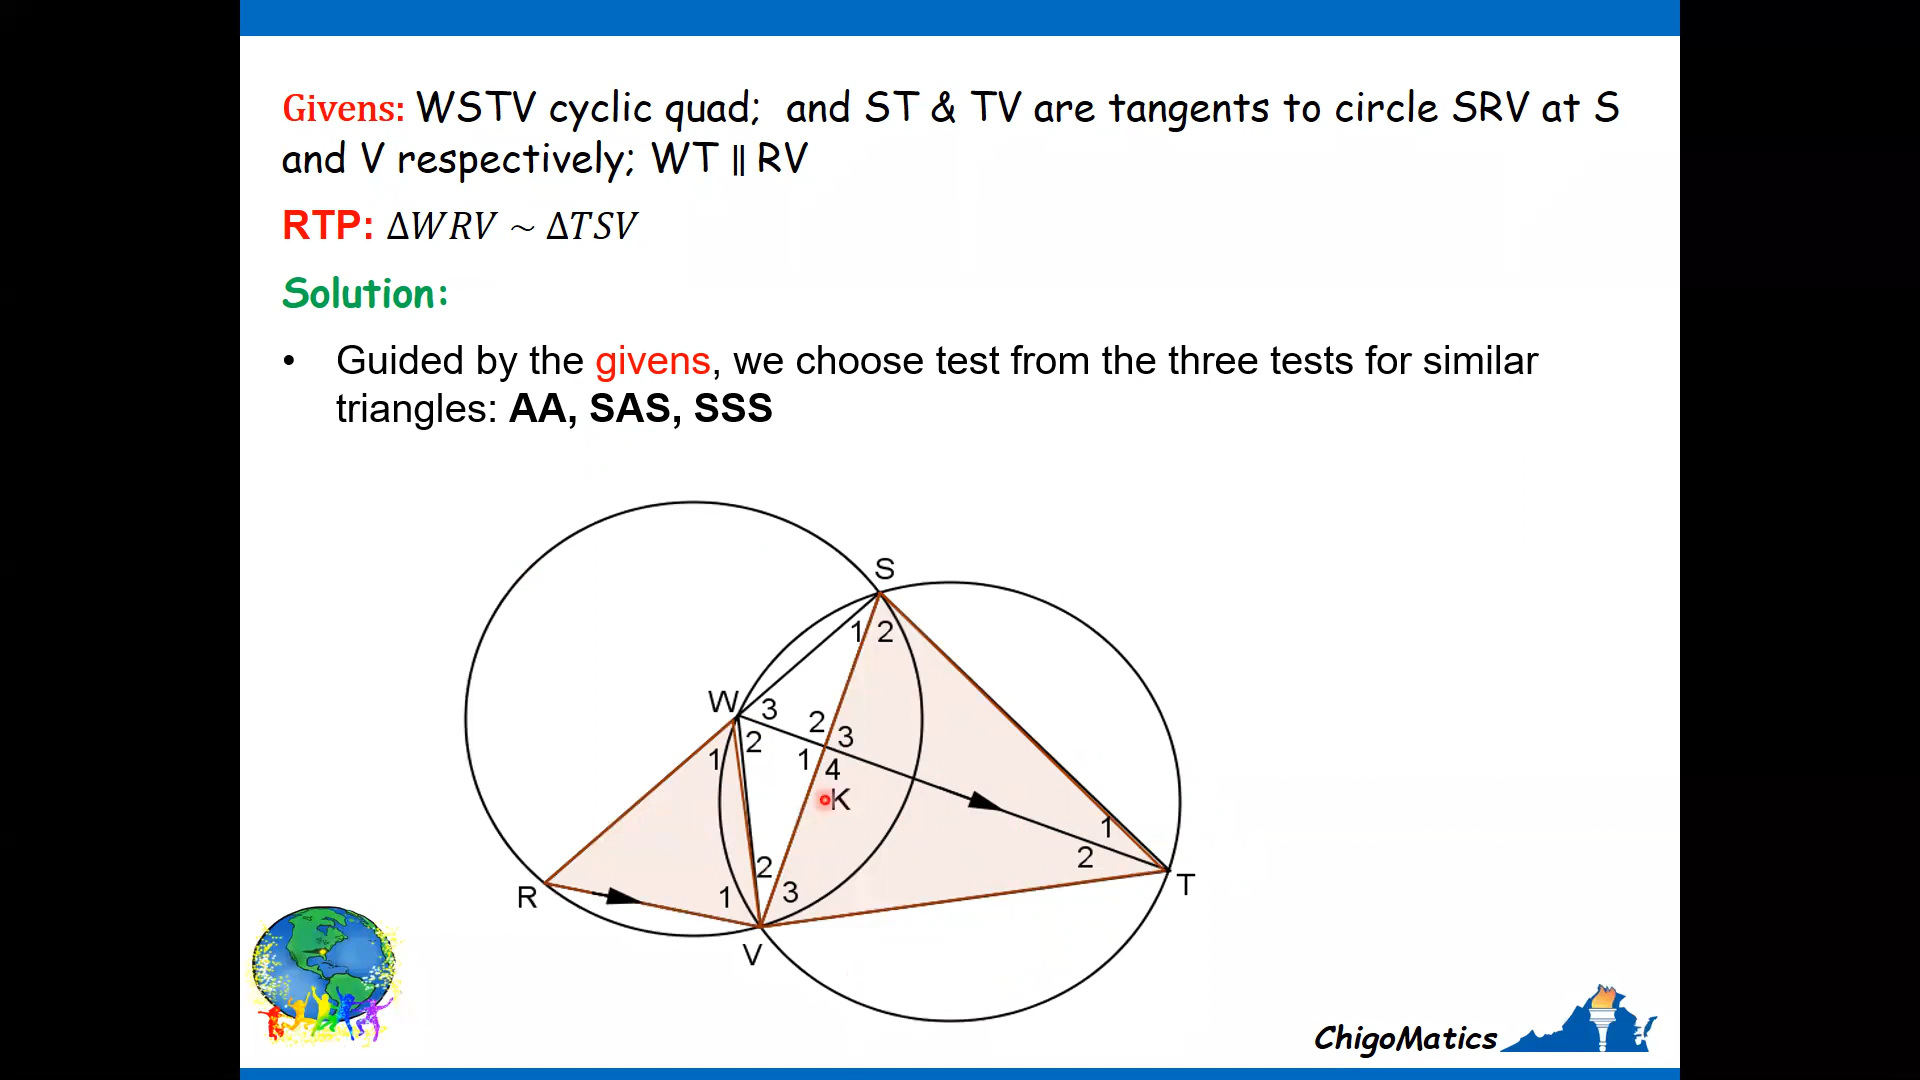 Givens: WSTV cyclic quad; and ST & TV are tangents to circle SRV at S
and V respectively; WT ∥ RV
RTP: ΔWRV ~ ΔTSV
Solution:
• Guided by the givens, we choose test from the three tests for similar
triangles: AA, SAS, SSS
S
1 2
W 3
2 3
2
1 1 4
K
1
2
2
R 1 3 T
V
ChigoMatics